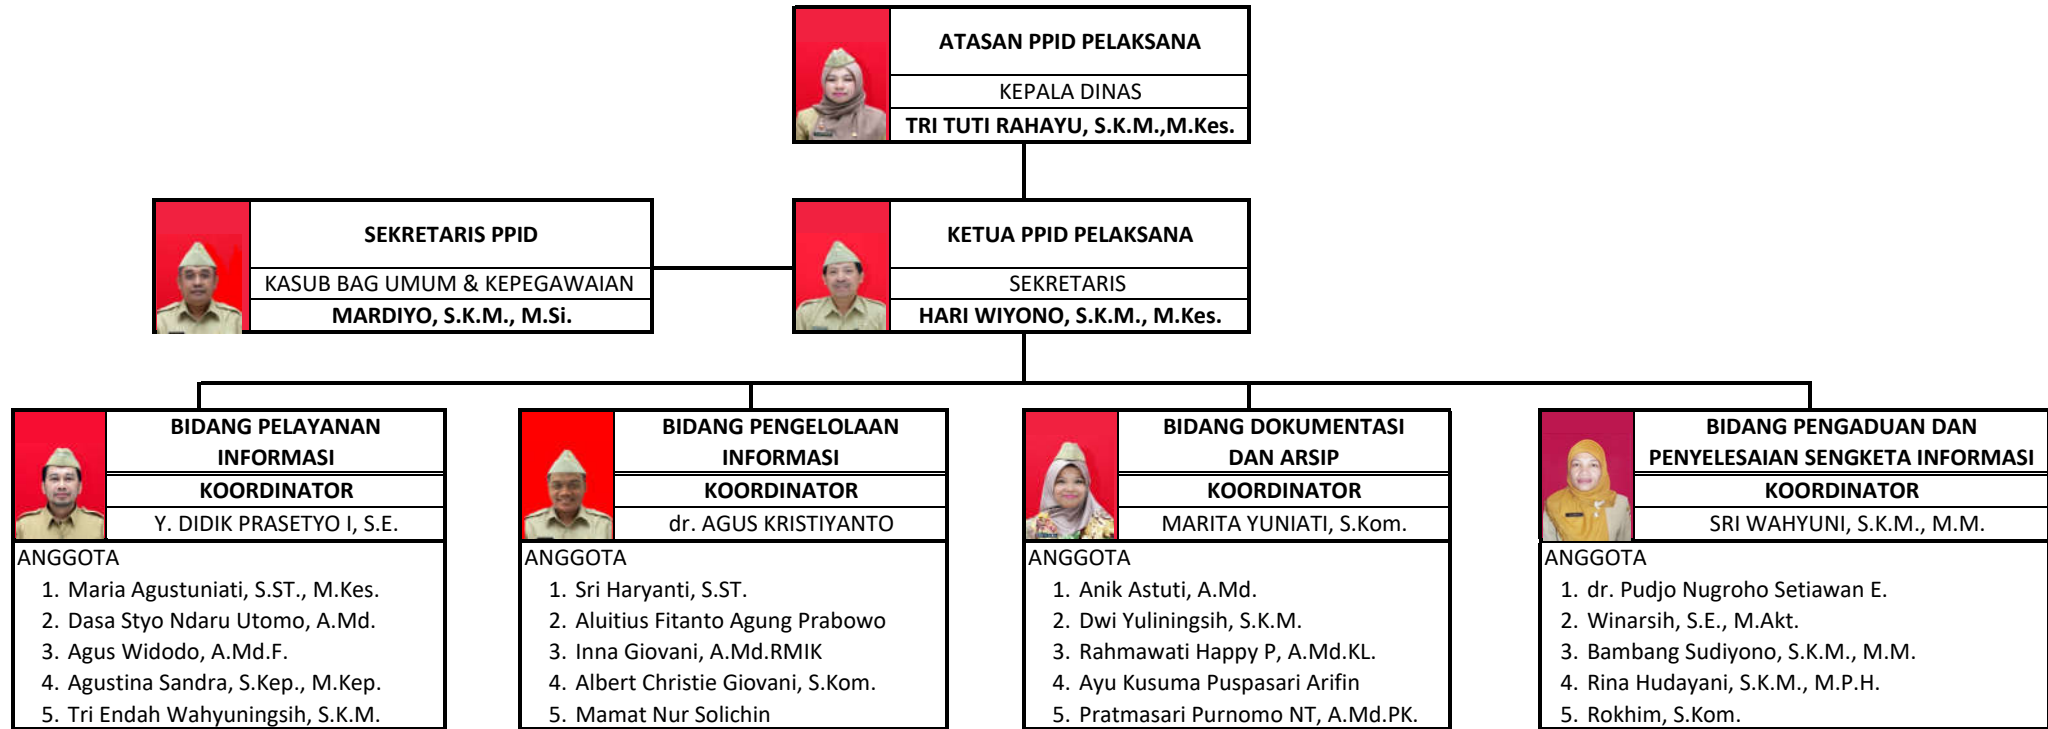 ATASAN PPID PELAKSANA
KEPALA DINAS
TRI TUTI RAHAYU, S.K.M.,M.Kes.
SEKRETARIS PPID
KASUB BAG UMUM & KEPEGAWAIAN
MARDIYO, S.K.M., M.Si.
KETUA PPID PELAKSANA
SEKRETARIS
HARI WIYONO, S.K.M., M.Kes.
BIDANG PELAYANAN
INFORMASI
KOORDINATOR
Y. DIDIK PRASETYO I, S.E.
ANGGOTA
1. Maria Agustuniati, S.ST., M.Kes.
2. Dasa Styo Ndaru Utomo, A.Md.
3. Agus Widodo, A.Md.F.
4. Agustina Sandra, S.Kep., M.Kep.
5. Tri Endah Wahyuningsih, S.K.M.
BIDANG PENGELOLAAN
INFORMASI
KOORDINATOR
dr. AGUS KRISTIYANTO
ANGGOTA
1. Sri Haryanti, S.ST.
2. Aluitius Fitanto Agung Prabowo
3. Inna Giovani, A.Md.RMIK
4. Albert Christie Giovani, S.Kom.
5. Mamat Nur Solichin
BIDANG DOKUMENTASI
DAN ARSIP
KOORDINATOR
MARITA YUNIATI, S.Kom.
ANGGOTA
1. Anik Astuti, A.Md.
2. Dwi Yuliningsih, S.K.M.
3. Rahmawati Happy P, A.Md.KL.
4. Ayu Kusuma Puspasari Arifin
5. Pratmasari Purnomo NT, A.Md.PK.
BIDANG PENGADUAN DAN
PENYELESAIAN SENGKETA INFORMASI
KOORDINATOR
SRI WAHYUNI, S.K.M., M.M.
ANGGOTA
1. dr. Pudjo Nugroho Setiawan E.
2. Winarsih, S.E., M.Akt.
3. Bambang Sudiyono, S.K.M., M.M.
4. Rina Hudayani, S.K.M., M.P.H.
5. Rokhim, S.Kom.